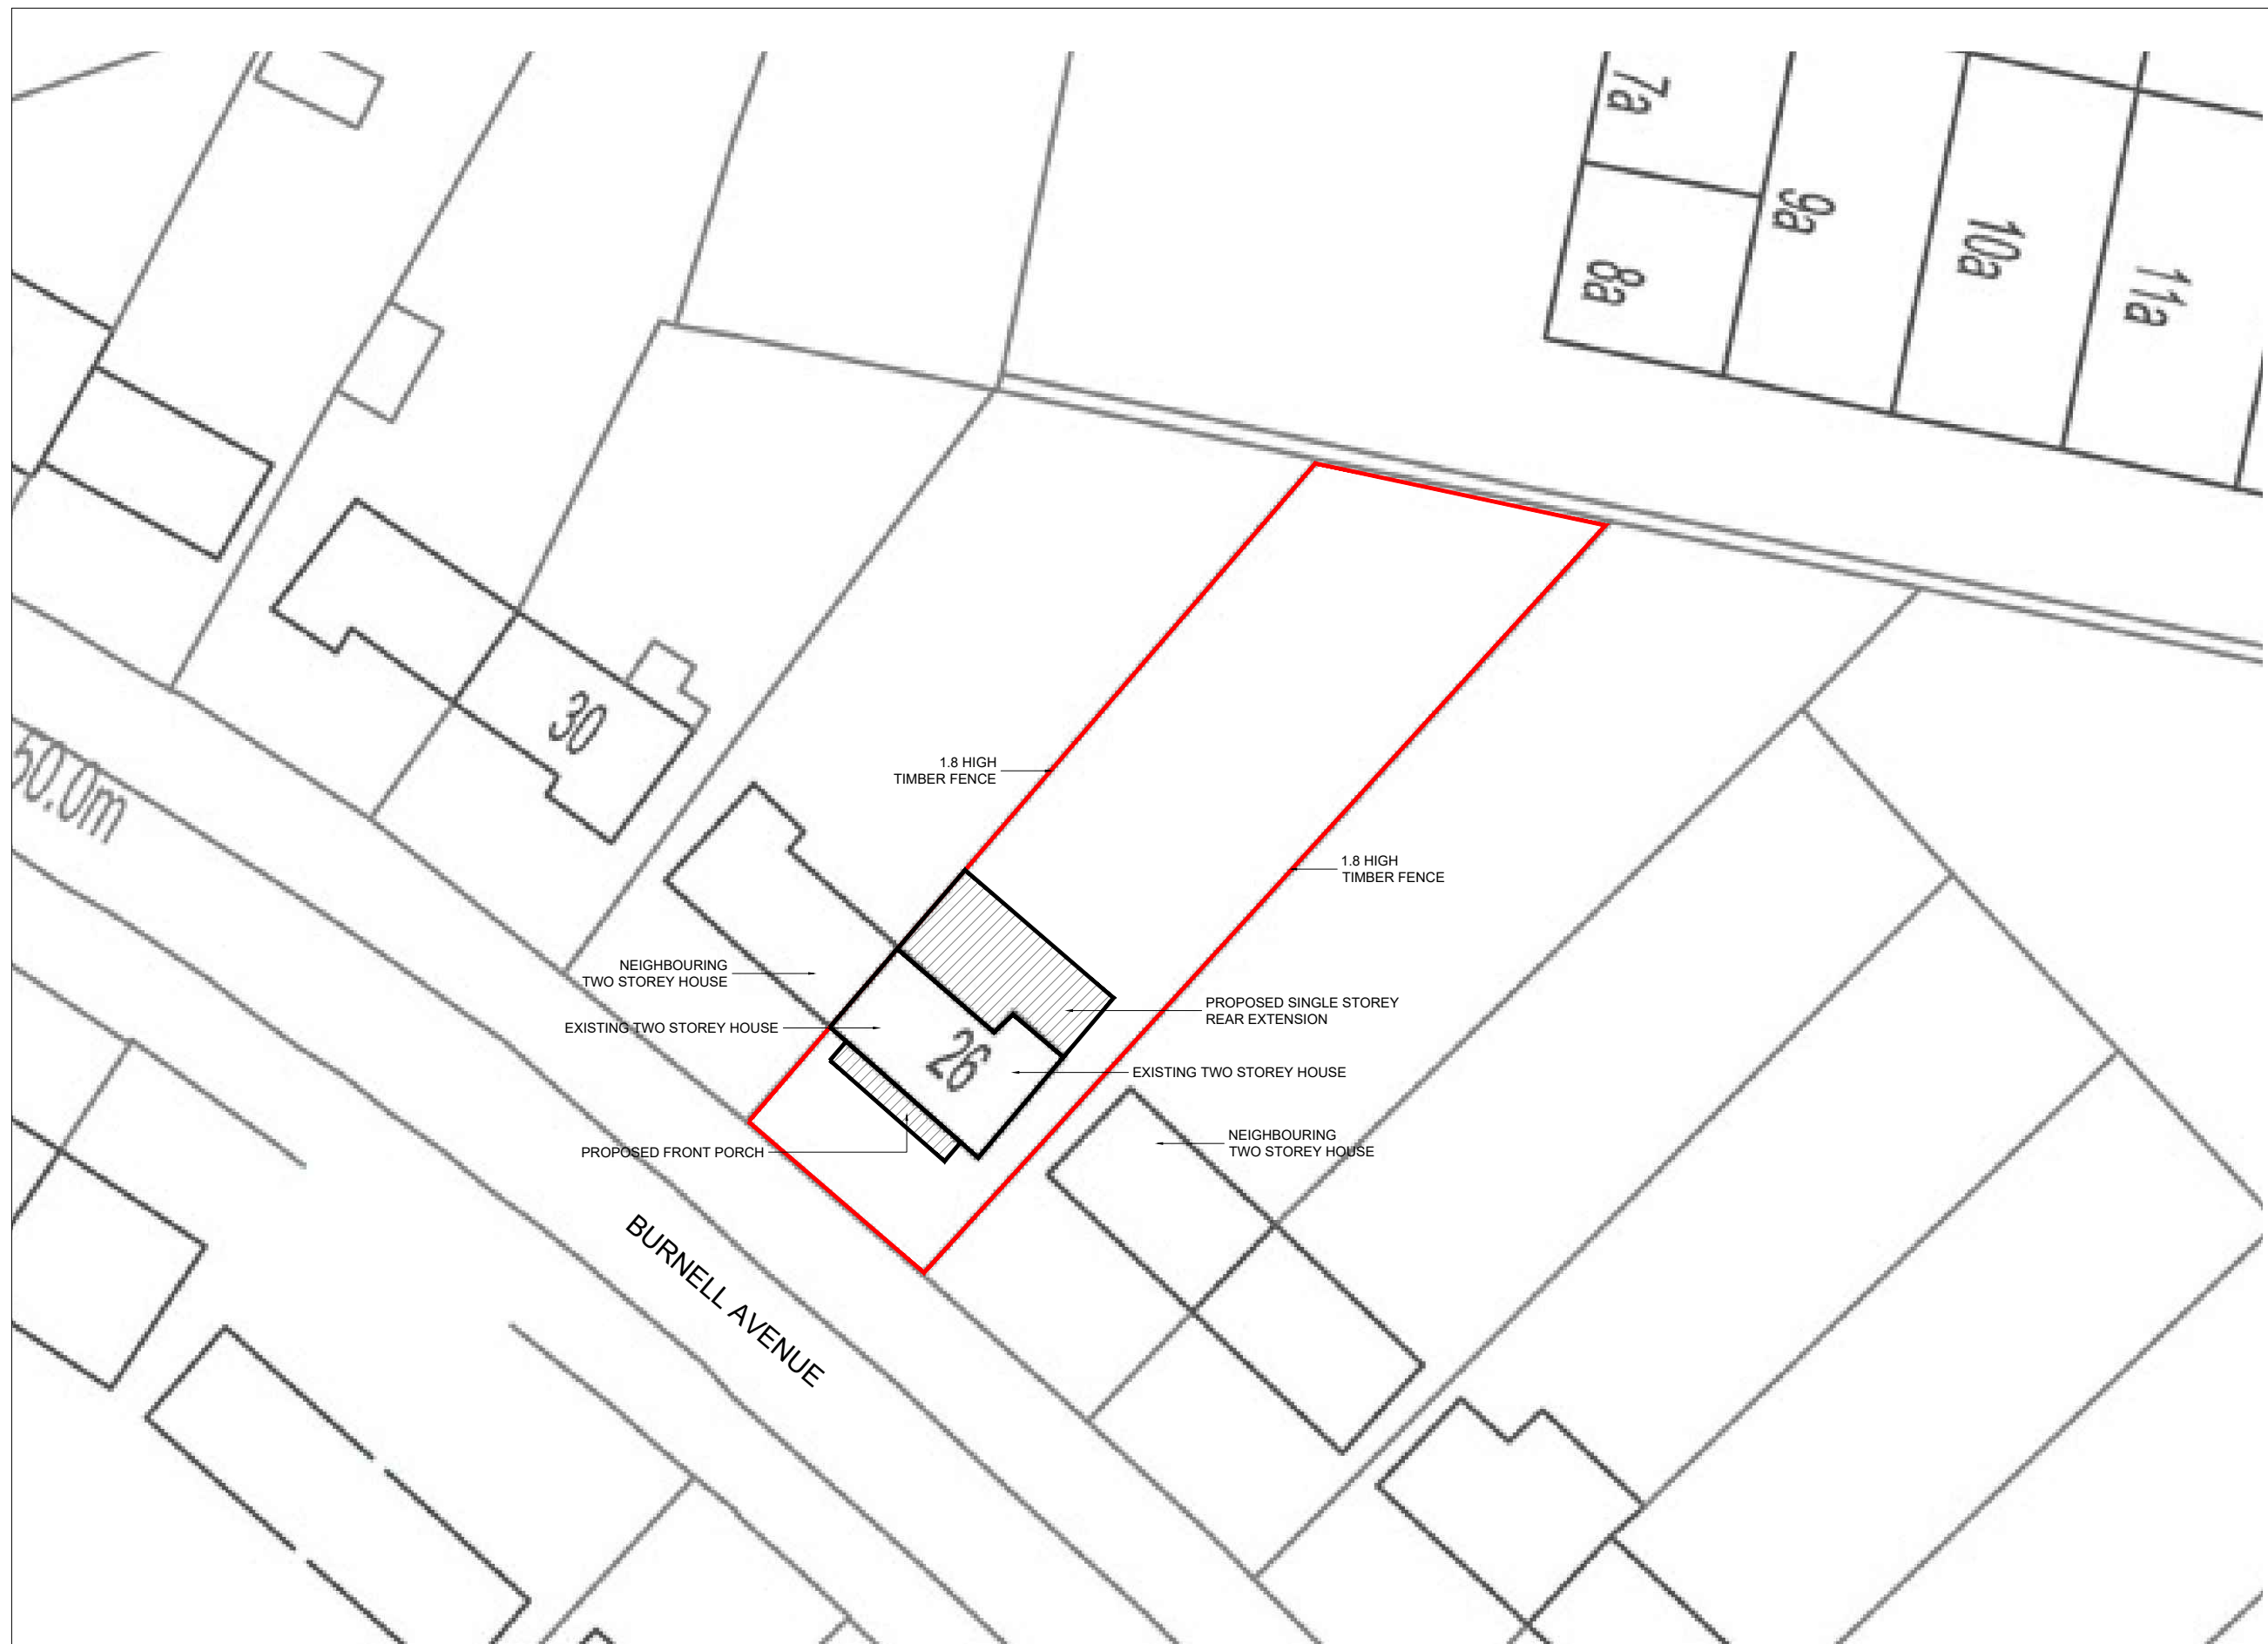 7a
9a
10a
11a
8a
30
50.0m
1.8 HIGH
TIMBER FENCE
1.8 HIGH
TIMBER FENCE
NEIGHBOURING
TWO STOREY HOUSE
EXISTING TWO STOREY HOUSE
PROPOSED SINGLE STOREY
REAR EXTENSION
26
EXISTING TWO STOREY HOUSE
NEIGHBOURING
TWO STOREY HOUSE
PROPOSED FRONT PORCH
BURNELL AVENUE